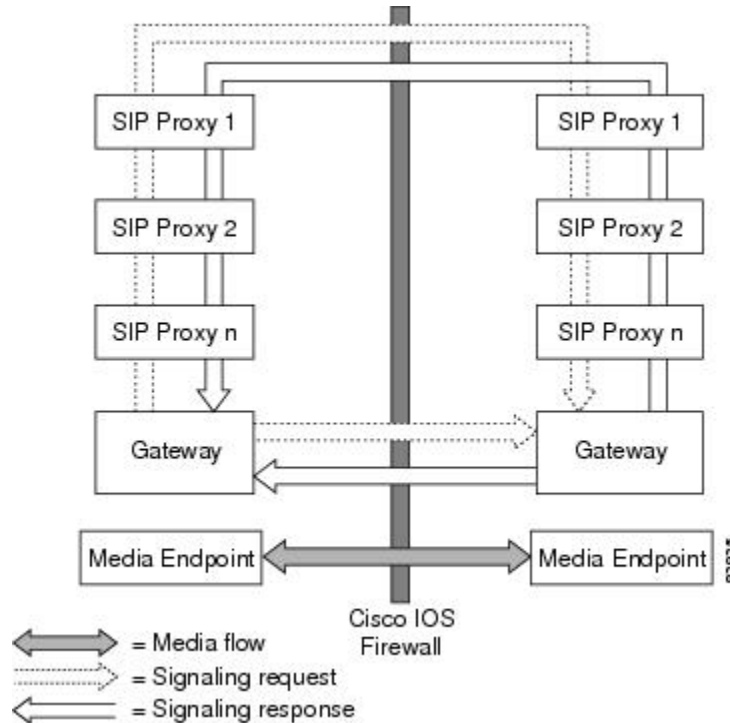 SIP Proxy 1
SIP Proxy 1
SIP Proxy 2
SIP Proxy 2
SIP Proxy n
SIP Proxy n
Gateway
Gateway
Media Endpoint
Media Endpoint
Cisco IOS
Firewall
= Media flow
= Signaling request
= Signaling response